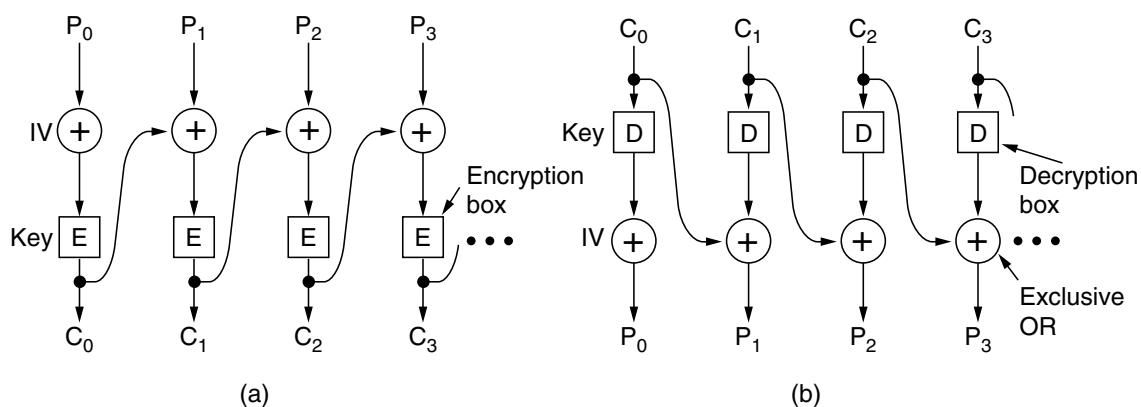 P0 P1 P2 P3
IV + + + +
Encryption
box
Key E E E E
C0 C1 C2 C3
(a)
C0 C1 C2 C3
Key D D D D
Decryption
box
IV + + + +
Exclusive
OR
P0 P1 P2 P3
(b)